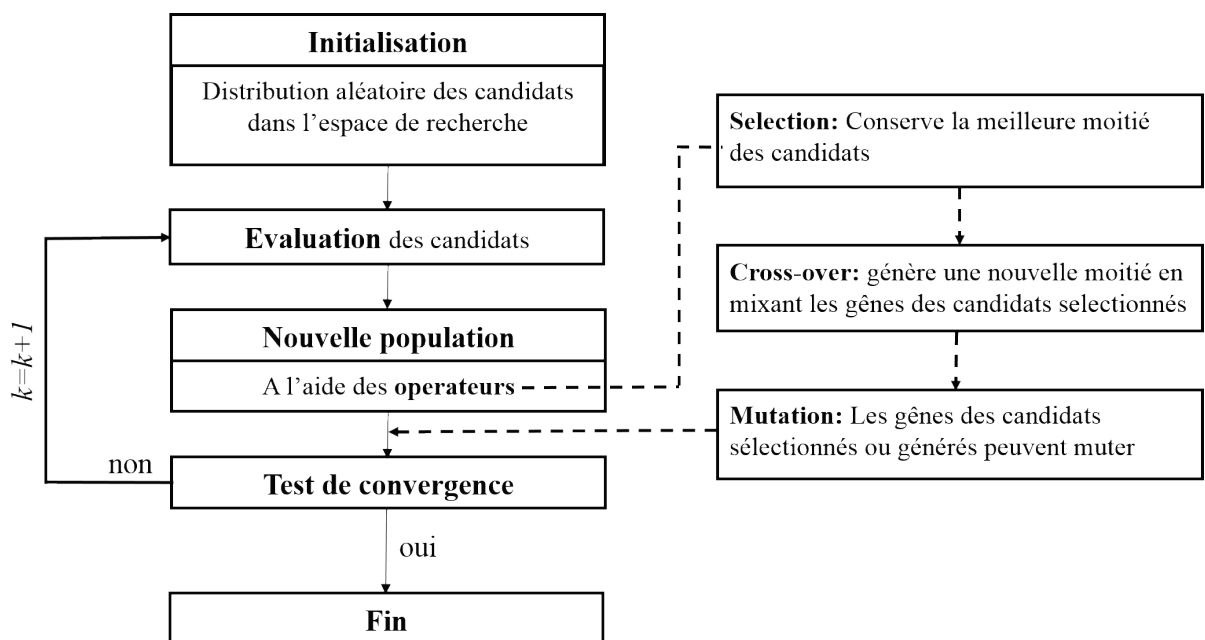 Initialisation
Distribution aléatoire des candidats
dans l’espace de recherche
Evaluation des candidats
Nouvelle population
A l’aide des operateurs
k=k+1
non
Test de convergence
oui
Fin
Selection: Conserve la meilleure moitié
des candidats
Cross-over: génère une nouvelle moitié en
mixant les gênes des candidats selectionnés
Mutation: Les gênes des candidats
sélectionnés ou générés peuvent muter